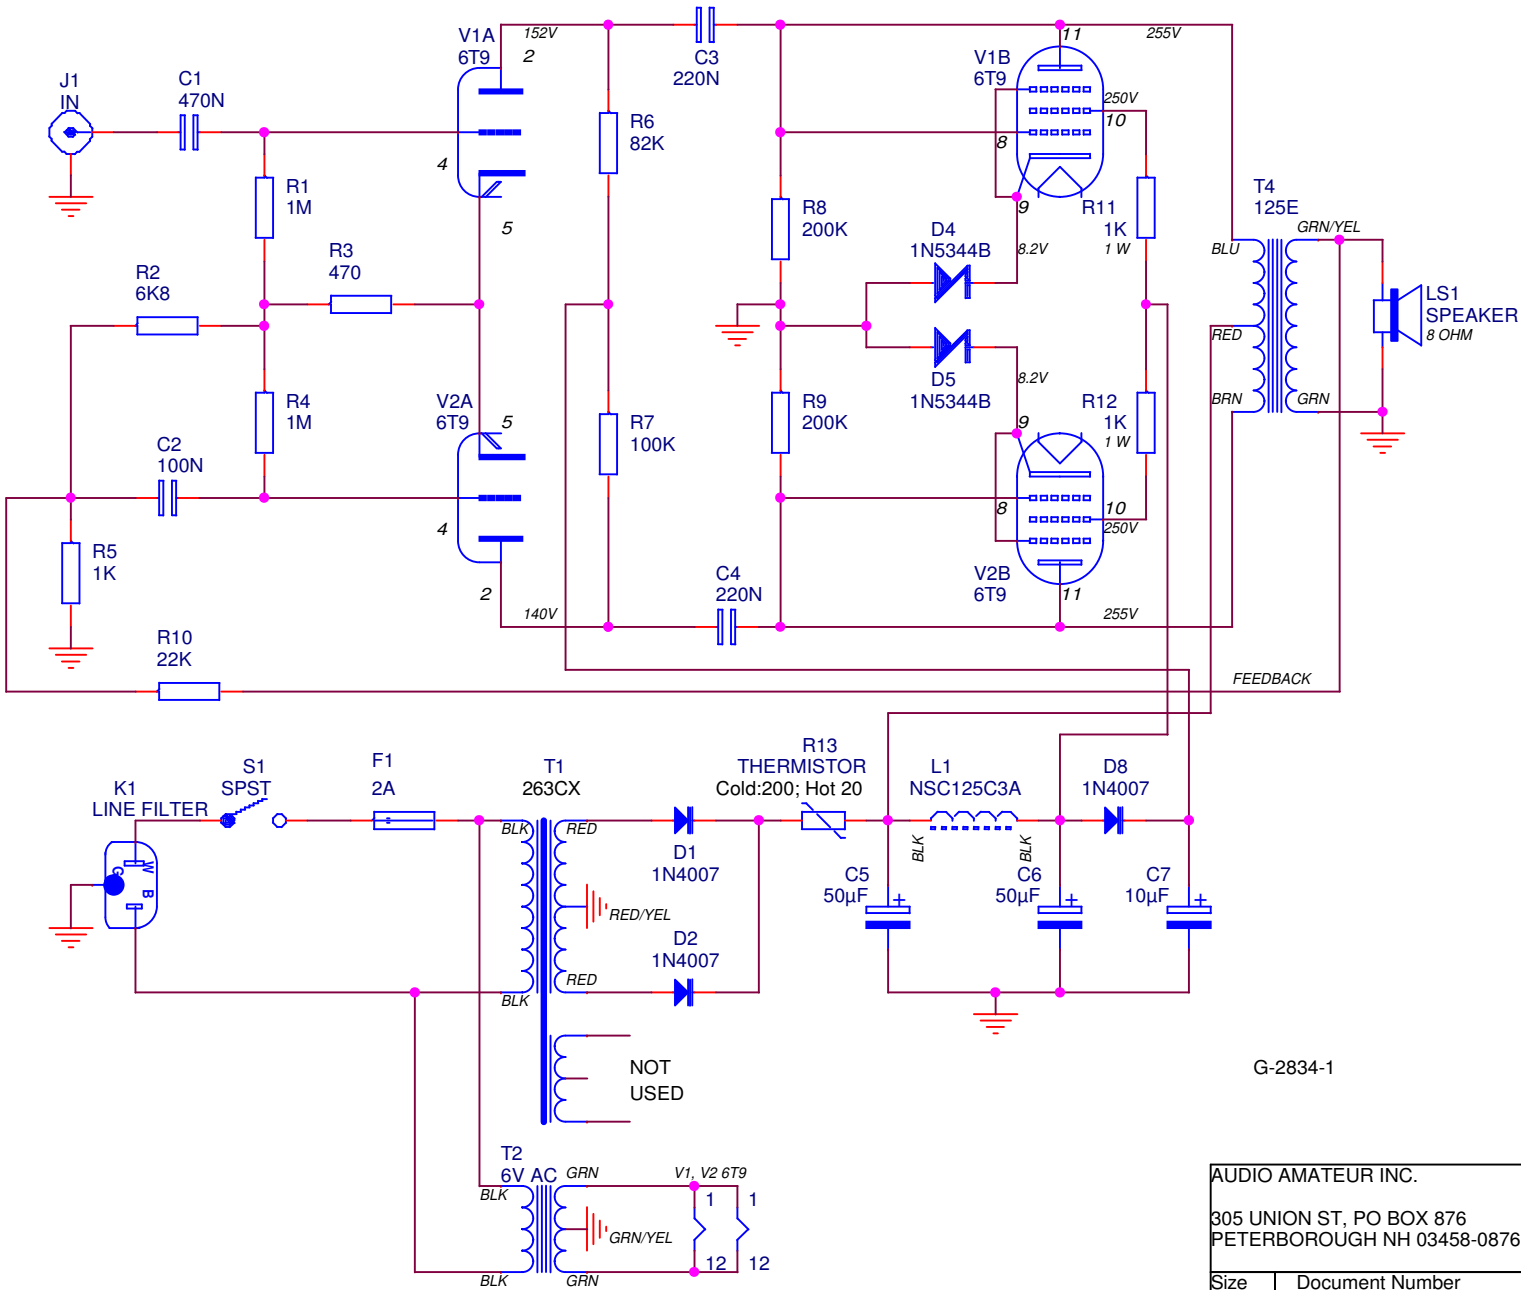 J1
IN
C1
470N
V1A
6T9
152V
2
4
5
R1
1M
R2
6K8
R3
470
R4
1M
C2
100N
R5
1K
R10
22K
V2A
6T9
5
4
2
140V
R6
82K
R7
100K
C3
220N
C4
220N
R8
200K
R9
200K
D4
1N5344B
8.2V
D5
1N5344B
8.2V
V1B
6T9
11
255V
250V
10
8
9
R11
1K
1 W
R12
1K
1 W
9
8
10
250V
V2B
6T9
11
255V
T4
125E
GRN/YEL
BLU
RED
BRN
GRN
LS1
SPEAKER
8 OHM
FEEDBACK
K1
LINE FILTER
W
G
B
S1
SPST
F1
2A
T1
263CX
BLK
RED
BLK
RED
RED/YEL
D1
1N4007
D2
1N4007
R13
THERMISTOR
Cold:200; Hot 20
L1
NSC125C3A
BLK
BLK
D8
1N4007
C5
50µF
+
C6
50µF
+
C7
10µF
+
NOT
USED
T2
6V AC
GRN
BLK
GRN/YEL
BLK
GRN
V1, V2 6T9
1
1
12
12
G-2834-1
AUDIO AMATEUR INC.
305 UNION ST, PO BOX 876
PETERBOROUGH NH 03458-0876
Size
Document Number